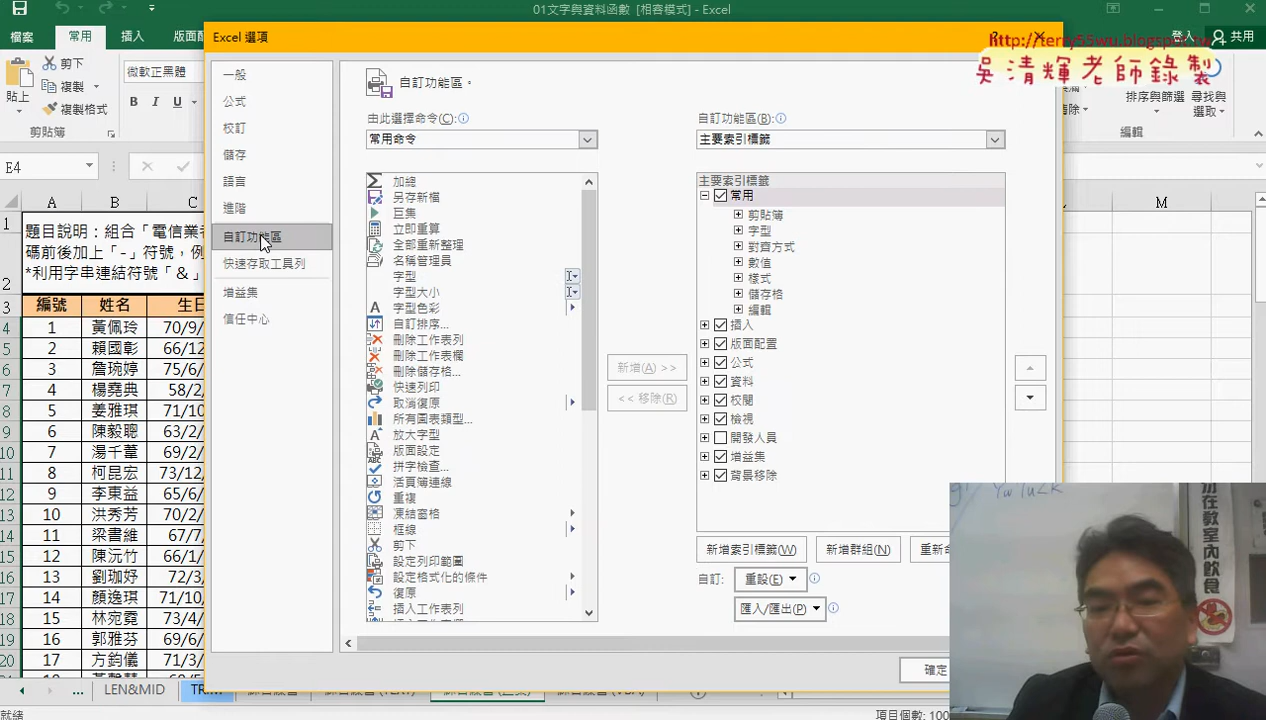 01文字與資料函數 [相容模式] - Excel
檔案
常用
插入
版面配
登入
共用
http://terry55wu.blogspot.tw
吳清輝老師錄製
貼上
剪下
複製
複製格式
剪貼簿
微軟正黑體
B I U
排序與篩選
尋找與
選取
編輯
E4
Excel 選項
一般
公式
校訂
儲存
語言
進階
自訂功能區
快速存取工具列
增益集
信任中心
自訂功能區。
由此選擇命令(C):
常用命令
加總
另存新檔
巨集
立即重算
全部重新整理
名稱管理員
字型
字型大小
字型色彩
自訂排序...
刪除工作表列
刪除工作表欄
刪除儲存格...
快速列印
取消復原
所有圖表類型...
放大字型
版面設定
拼字檢查...
活頁簿連線
重複
凍結窗格
框線
剪下
設定列印範圍
設定格式化的條件
復原
插入工作表列
新增(A) >>
<< 移除(R)
自訂功能區(B):
主要索引標籤
主要索引標籤
常用
剪貼簿
字型
對齊方式
數值
樣式
儲存格
編輯
插入
版面配置
公式
資料
校閱
檢視
開發人員
增益集
背景移除
新增索引標籤(W)
新增群組(N)
重新命
自訂:
重設(E)
匯入/匯出(P)
確定
A B C L M
1
題目說明：組合「電信業者
碼前後加上「-」符號，例
*利用字串連結符號「&」
2
3 編號 姓名 生日
4 1 黃佩玲 70/9/
5 2 賴國彰 66/12
6 3 詹琬婷 75/6/
7 4 楊堯典 58/2
8 5 姜雅琪 71/10
9 6 陳毅聰 63/2/
10 7 湯千蕙 69/2/
11 8 柯昆宏 73/12,
12 9 李東益 65/6/
13 10 洪秀芳 70/2/
14 11 梁書維 67/7,
15 12 陳沅竹 66/1/
16 13 劉珈妤 72/3
17 14 顏逸琪 71/10,
18 15 林宛霓 73/4/
19 16 郭雅芬 69/6/
20 17 方鈞儀 71/3/
... LEN&MID
就緒
項目個數: 100
勿在教室內飲食